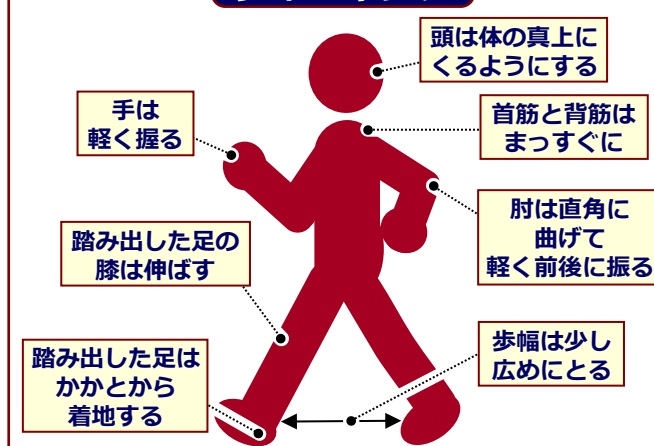 頭は体の真上に
くるようにする
手は
軽く握る
首筋と背筋は
まっすぐに
肘は直角に
曲げて
軽く前後に振る
踏み出した足の
膝は伸ばす
歩幅は少し
広めにとる
踏み出した足は
かかとから
着地する